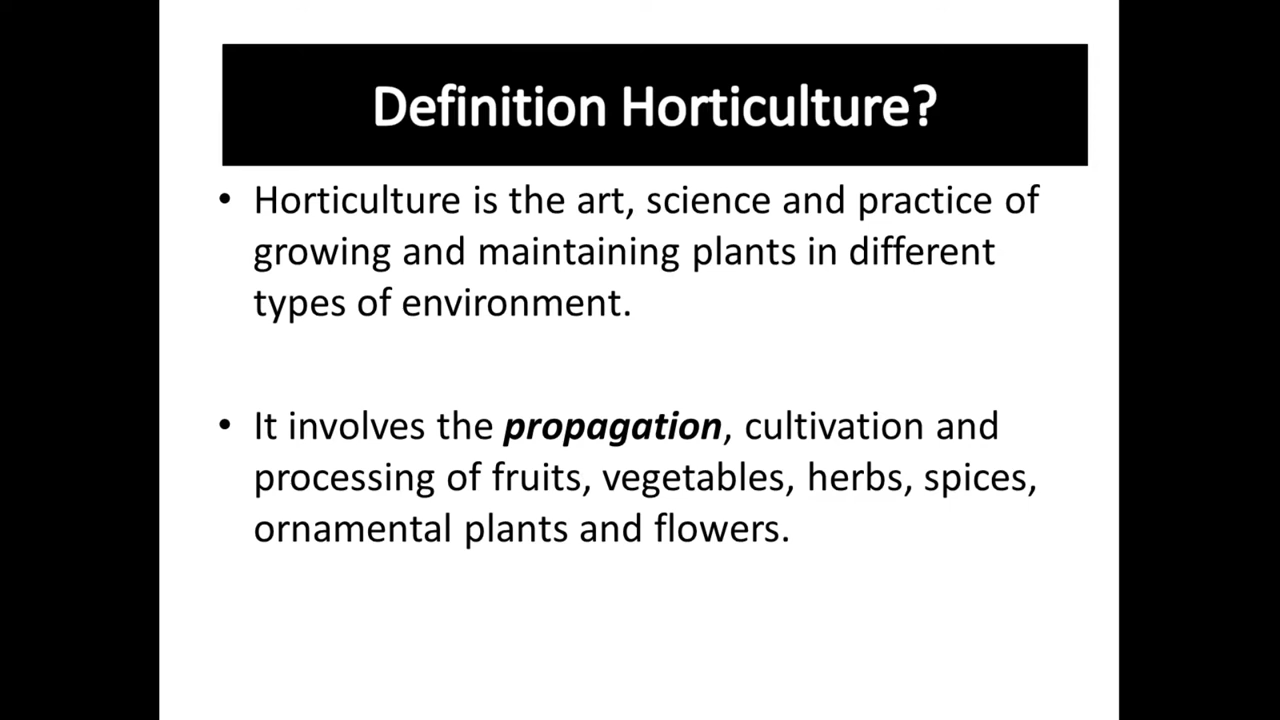 Definition Horticulture?
• Horticulture is the art, science and practice of
growing and maintaining plants in different
types of environment.
• It involves the propagation, cultivation and
processing of fruits, vegetables, herbs, spices,
ornamental plants and flowers.